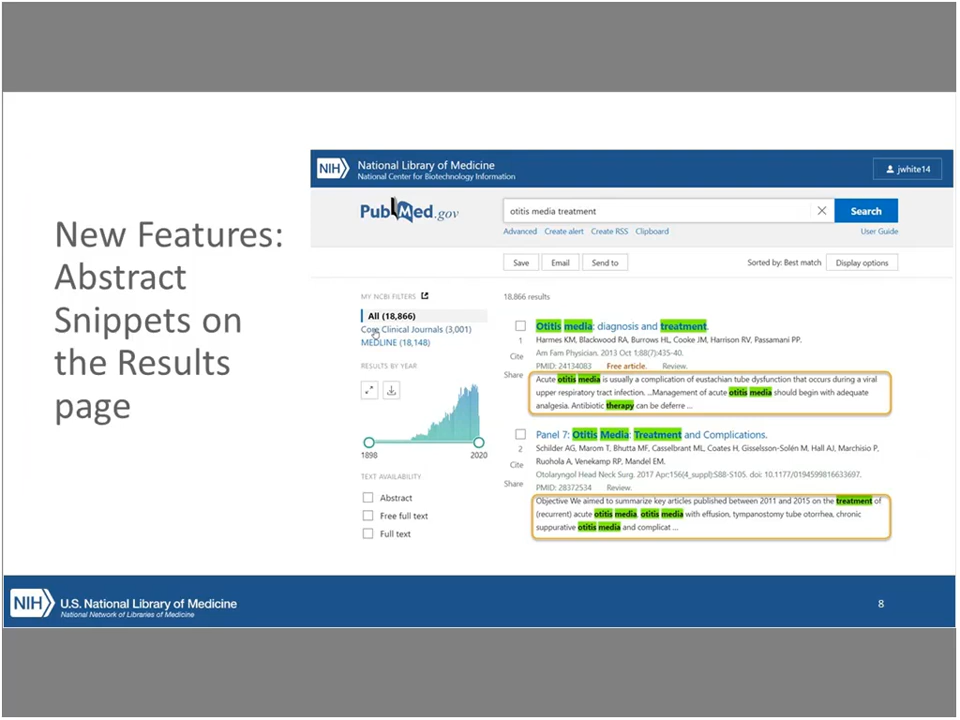 New Features:
Abstract
Snippets on
the Results
page
NIH National Library of Medicine
National Center for Biotechnology Information
jwhite14
PubMed.gov
otitis media treatment
Search
Advanced Create alert Create RSS Clipboard
User Guide
Save Email Send to
Sorted by: Best match Display options
MY NCBI FILTERS
All (18,866)
Core Clinical Journals (3,001)
MEDLINE (18,148)
RESULTS BY YEAR
1898 2020
TEXT AVAILABILITY
Abstract
Free full text
Full text
18,866 results
Otitis media: diagnosis and treatment.
1
Harmes KM, Blackwood RA, Burrows HL, Cooke JM, Harrison RV, Passamani PP.
Cite
Am Fam Physician. 2013 Oct 1;88(7):435-40.
PMID: 24134083 Free article. Review.
Share
Acute otitis media is usually a complication of eustachian tube dysfunction that occurs during a viral
upper respiratory tract infection. ...Management of acute otitis media should begin with adequate
analgesia. Antibiotic therapy can be deferre ...
Panel 7: Otitis Media: Treatment and Complications.
2
Schilder AG, Marom T, Bhutta MF, Casselbrant ML, Coates H, Gisselsson-Solén M, Hall AJ, Marchisio P,
Cite
Ruohola A, Venekamp RP, Mandel EM.
Otolaryngol Head Neck Surg. 2017 Apr;156(4_suppl):S88-S105. doi: 10.1177/0194599816633697.
Share
PMID: 28372534 Review.
Objective We aimed to summarize key articles published between 2011 and 2015 on the treatment of
(recurrent) acute otitis media, otitis media with effusion, tympanostomy tube otorrhea, chronic
suppurative otitis media and complicat ...
NIH U.S. National Library of Medicine
National Network of Libraries of Medicine
8